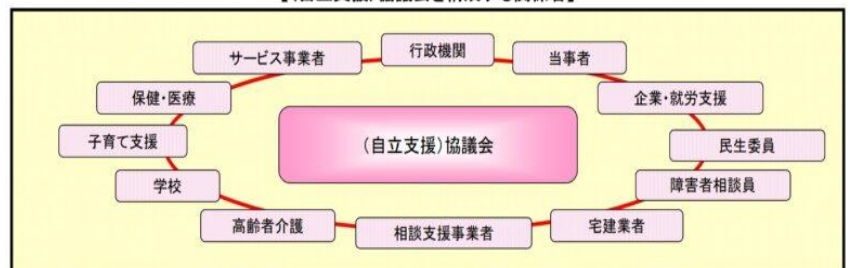 行政機関
サービス事業者
当事者
保健・医療
企業・就労支援
子育て支援
(自立支援)協議会
民生委員
学校
障害者相談員
高齢者介護
相談支援事業者
宅建業者